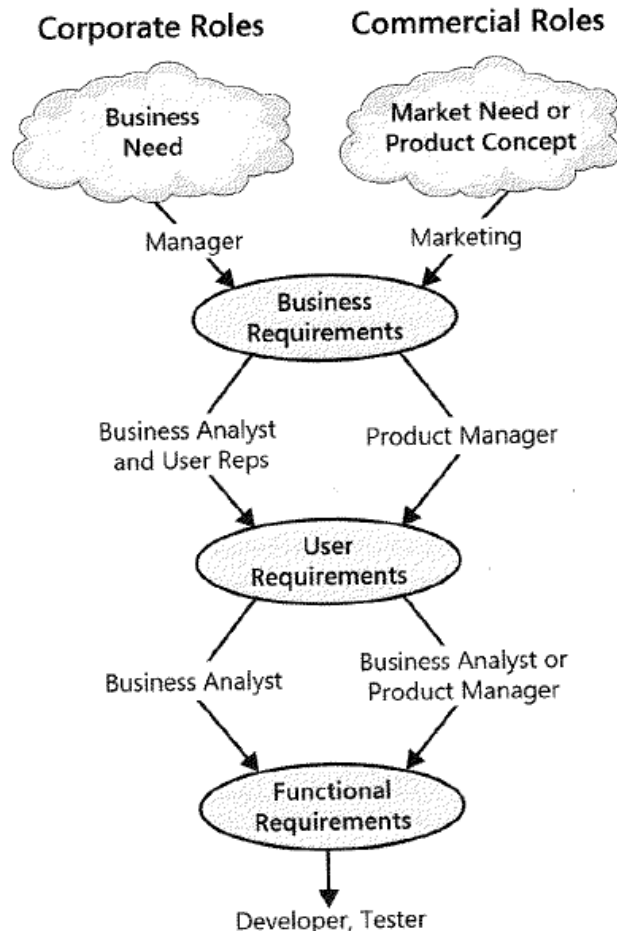 Corporate Roles
Commercial Roles
Business
Need
Market Need or
Product Concept
Manager
Marketing
Business
Requirements
Business Analyst
and User Reps
Product Manager
User
Requirements
Business Analyst
Business Analyst or
Product Manager
Functional
Requirements
Developer, Tester